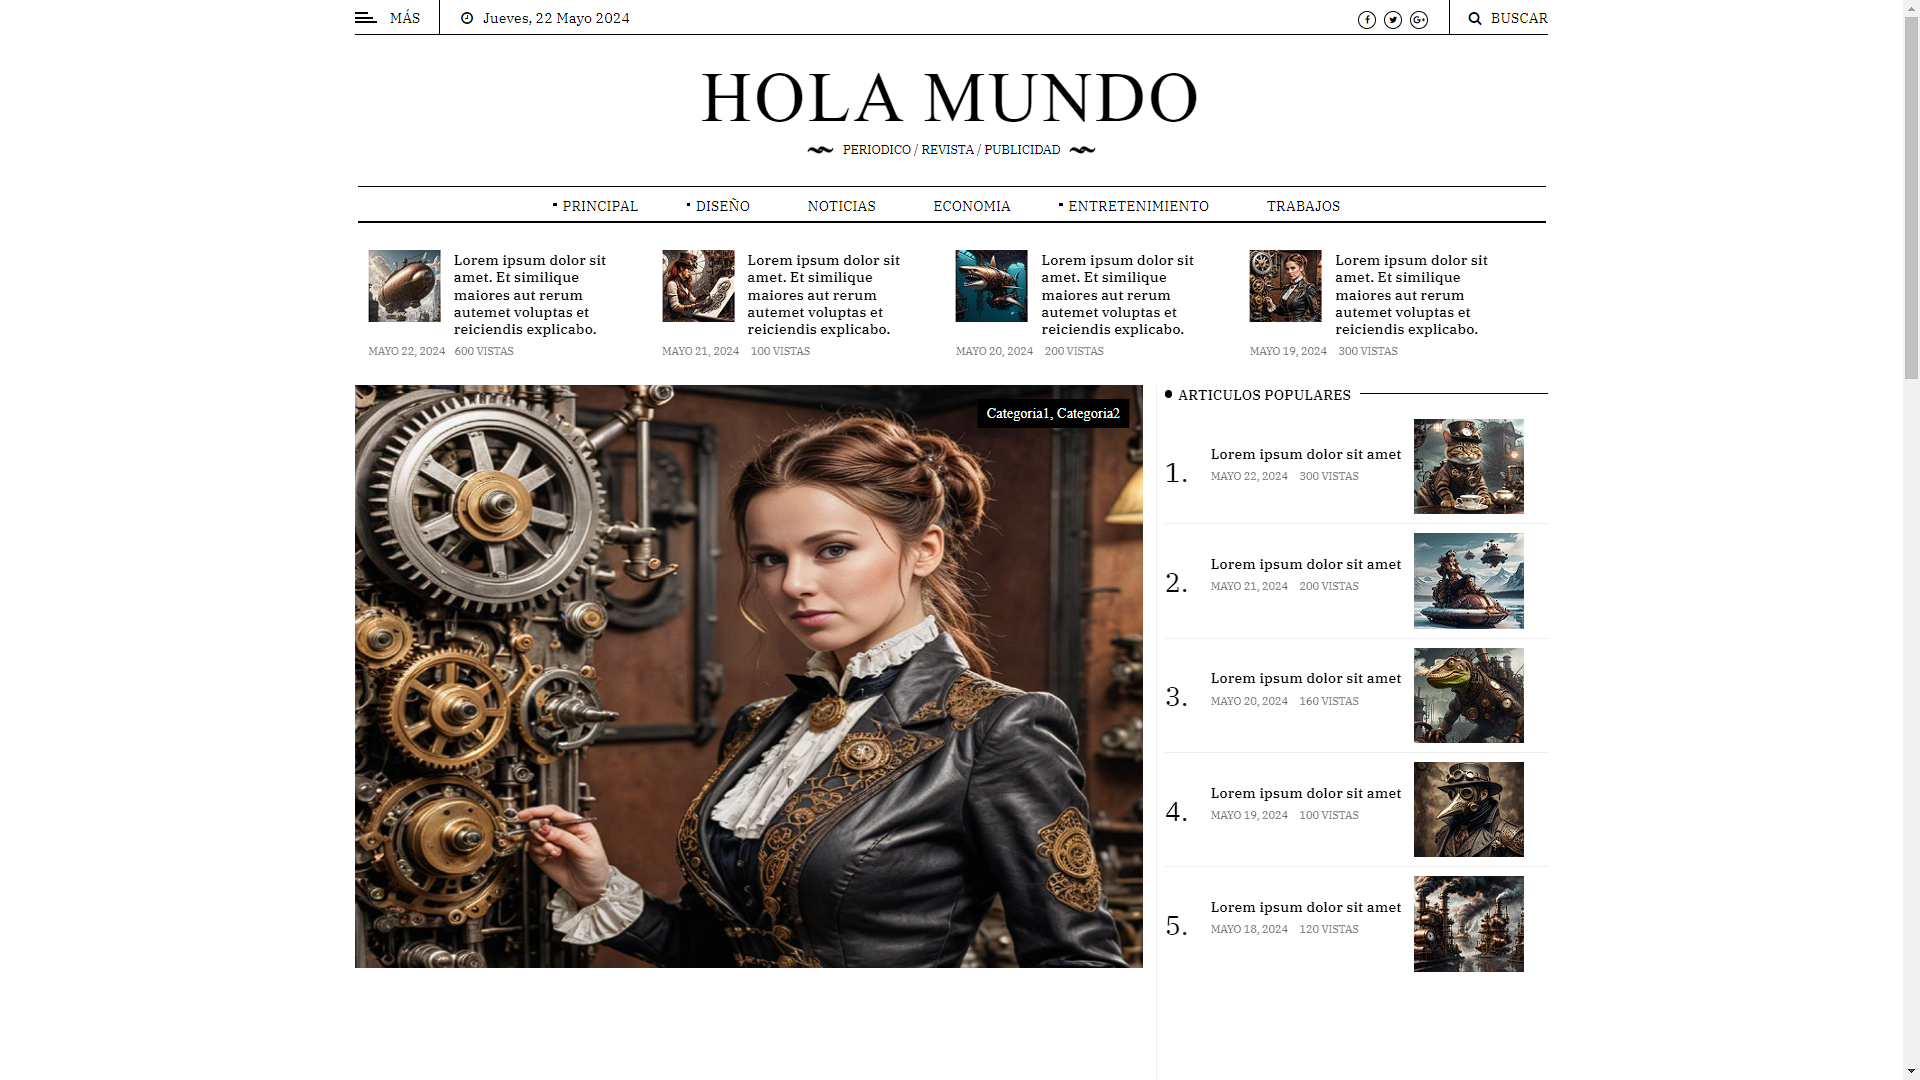 MÁS
Jueves, 22 Mayo 2024
BUSCAR
HOLA MUNDO
PERIODICO / REVISTA / PUBLICIDAD
PRINCIPAL
DISEÑO
NOTICIAS
ECONOMIA
ENTRETENIMIENTO
TRABAJOS
Lorem ipsum dolor sit
amet. Et similique
maiores aut rerum
autemet voluptas et
reiciendis explicabo.
MAYO 22, 2024 600 VISTAS
Lorem ipsum dolor sit
amet. Et similique
maiores aut rerum
autemet voluptas et
reiciendis explicabo.
MAYO 21, 2024 100 VISTAS
Lorem ipsum dolor sit
amet. Et similique
maiores aut rerum
autemet voluptas et
reiciendis explicabo.
MAYO 20, 2024 200 VISTAS
Lorem ipsum dolor sit
amet. Et similique
maiores aut rerum
autemet voluptas et
reiciendis explicabo.
MAYO 19, 2024 300 VISTAS
Categoria1, Categoria2
ARTICULOS POPULARES
1.
Lorem ipsum dolor sit amet
MAYO 22, 2024 300 VISTAS
2.
Lorem ipsum dolor sit amet
MAYO 21, 2024 200 VISTAS
3.
Lorem ipsum dolor sit amet
MAYO 20, 2024 160 VISTAS
4.
Lorem ipsum dolor sit amet
MAYO 19, 2024 100 VISTAS
5.
Lorem ipsum dolor sit amet
MAYO 18, 2024 120 VISTAS